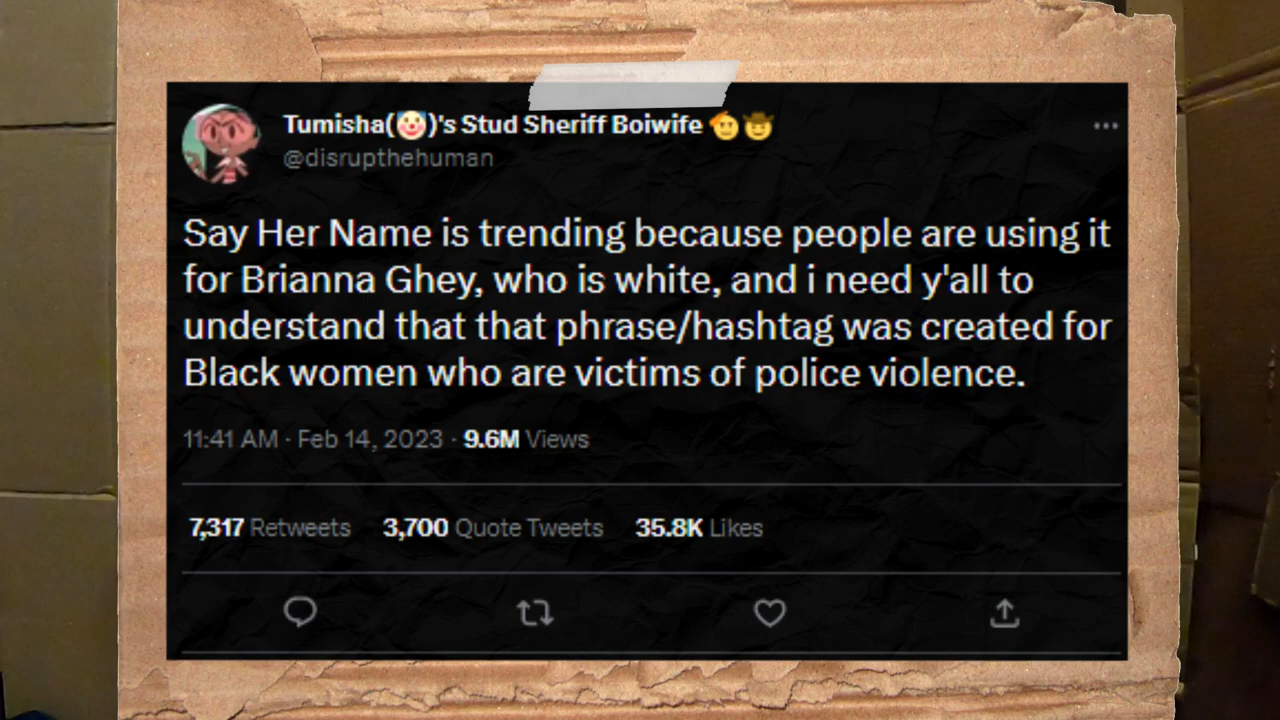 Tumisha(🤡)'s Stud Sheriff Boiwife 🤠🤠
@disrupthehuman
Say Her Name is trending because people are using it
for Brianna Ghey, who is white, and i need y'all to
understand that that phrase/hashtag was created for
Black women who are victims of police violence.
11:41 AM · Feb 14, 2023 · 9.6M Views
7,317 Retweets 3,700 Quote Tweets 35.8K Likes